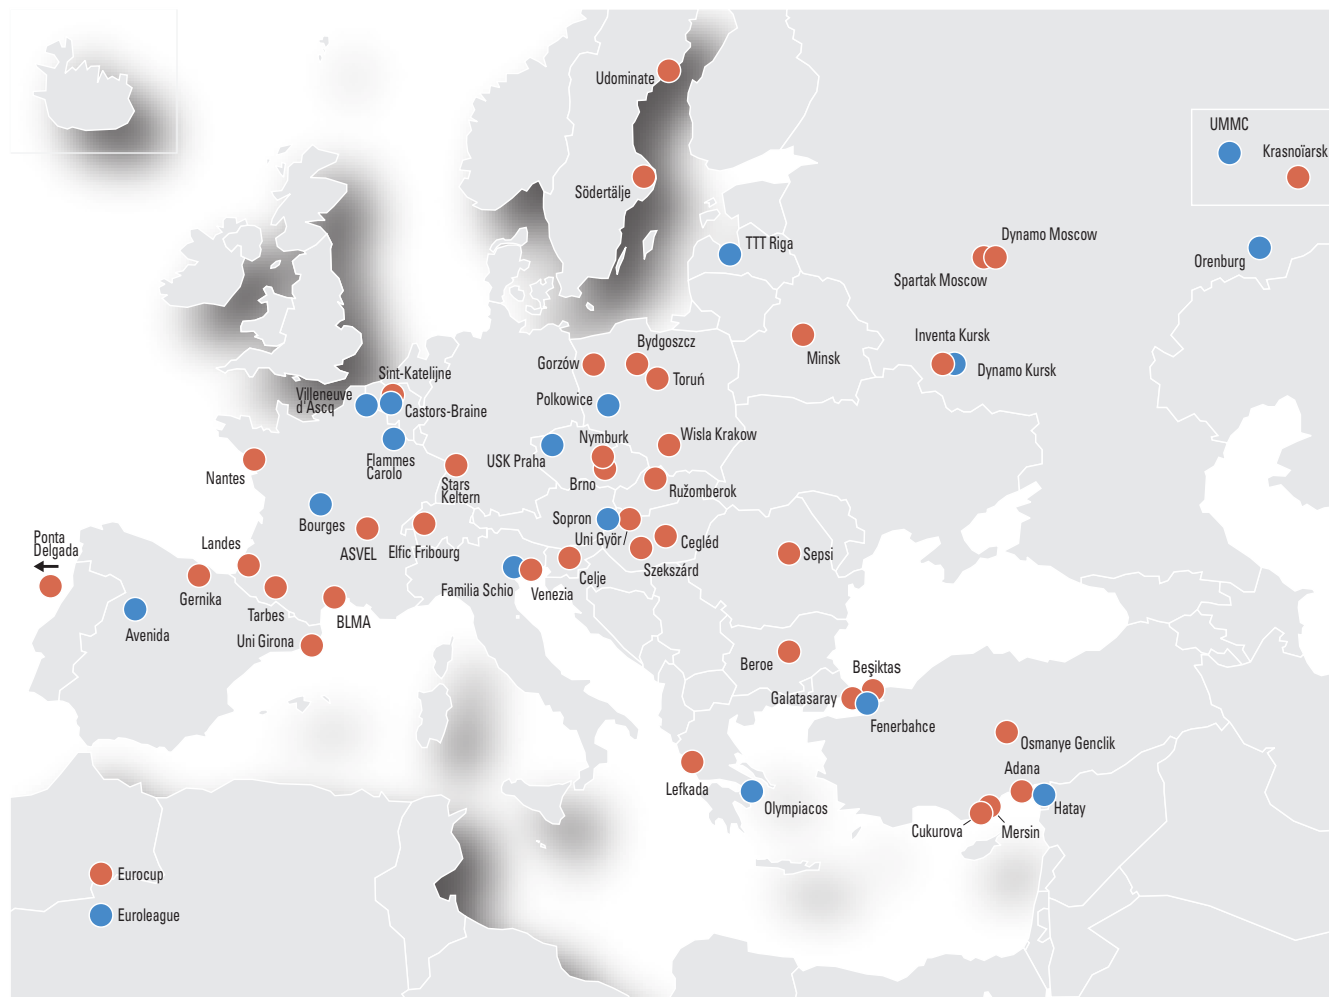 Udominate
UMMC
Krasnoïarsk
Södertälje
Dynamo Moscow
TTT Riga
Orenburg
Spartak Moscow
Inventa Kursk
Bydgoszcz
Minsk
Gorzów
Dynamo Kursk
Sint-Katelijne
Toruń
Villeneuve
d'Ascq
Polkowice
Castors-Braine
Nymburk
Wisla Krakow
Flammes
Carolo
USK Praha
Nantes
Stars
Keltern
Brno
Ružomberok
Bourges
Sopron
Ponta
Delgada
Landes
ASVEL
Elfic Fribourg
Uni Györ/
Cegléd
Sepsi
Szekszárd
Celje
Gernika
Familia Schio
Venezia
Tarbes
BLMA
Avenida
Uni Girona
Beroe
Beşiktas
Galatasaray
Fenerbahce
Osmanye Genclik
Adana
Lefkada
Olympiacos
Hatay
Cukurova
Mersin
Eurocup
Euroleague